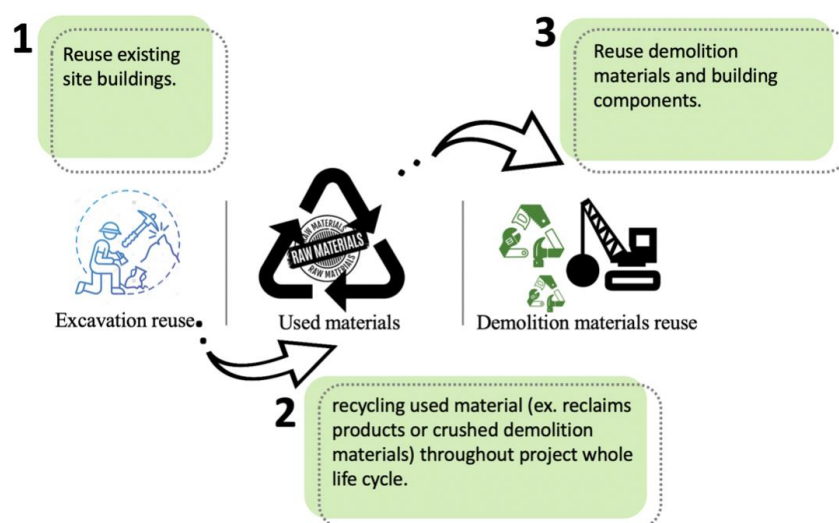 1
Reuse existing
site buildings.
3
Reuse demolition
materials and building
components.
RAW MATERIALS
RAW MATERIALS
RAW MATERIALS
Excavation reuse.
Used materials
Demolition materials reuse
2
recycling used material (ex. reclaims
products or crushed demolition
materials) throughout project whole
life cycle.